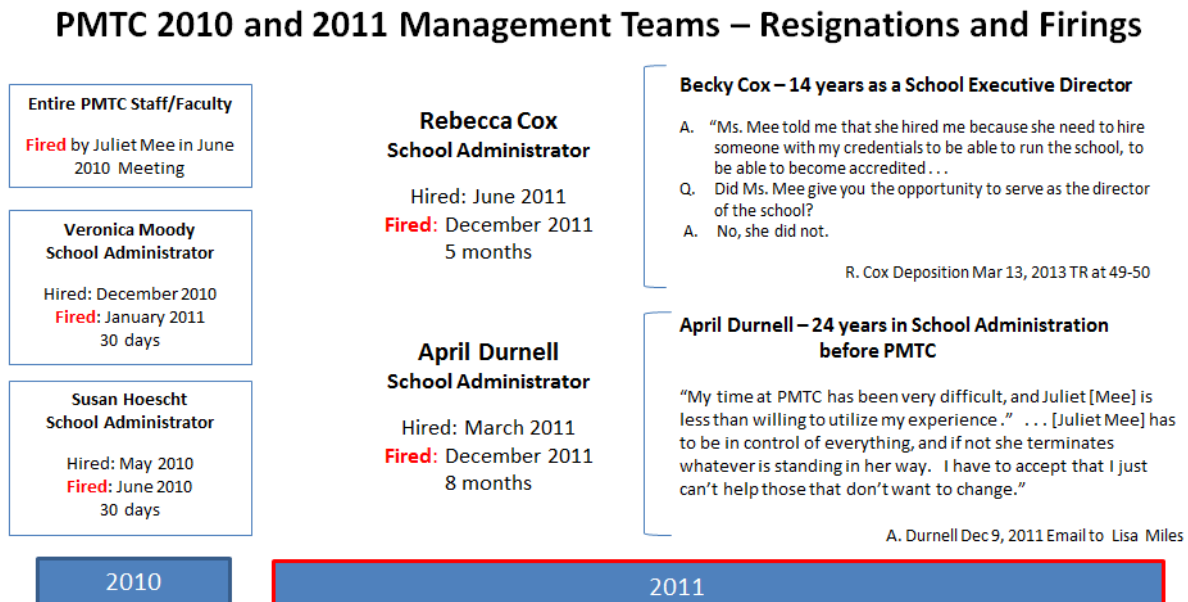 PMTC 2010 and 2011 Management Teams – Resignations and Firings
Entire PMTC Staff/Faculty
Fired by Juliet Mee in June
2010 Meeting
Veronica Moody
School Administrator
Hired: December 2010
Fired: January 2011
30 days
Susan Hoescht
School Administrator
Hired: May 2010
Fired: June 2010
30 days
2010
Rebecca Cox
School Administrator
Hired: June 2011
Fired: December 2011
5 months
April Durnell
School Administrator
Hired: March 2011
Fired: December 2011
8 months
Becky Cox – 14 years as a School Executive Director
A. “Ms. Mee told me that she hired me because she need to hire
someone with my credentials to be able to run the school, to
be able to become accredited . . .
Q. Did Ms. Mee give you the opportunity to serve as the director
of the school?
A. No, she did not.
R. Cox Deposition Mar 13, 2013 TR at 49-50
April Durnell – 24 years in School Administration
before PMTC
“My time at PMTC has been very difficult, and Juliet [Mee] is
less than willing to utilize my experience .” . . . [Juliet Mee] has
to be in control of everything, and if not she terminates
whatever is standing in her way. I have to accept that I just
can’t help those that don’t want to change.”
A. Durnell Dec 9, 2011 Email to Lisa Miles
2011